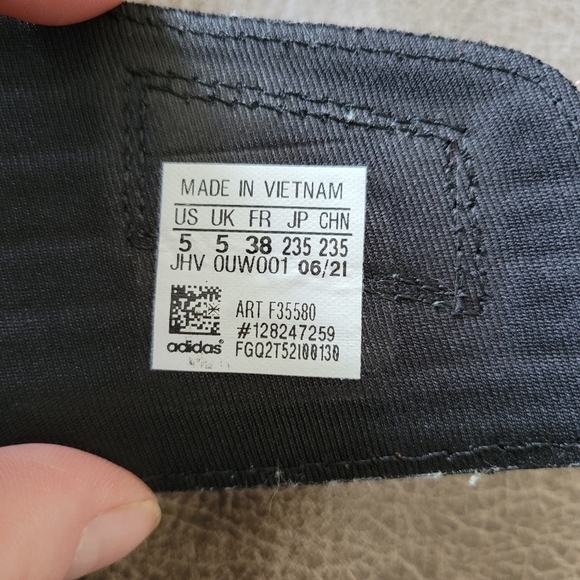 MADE IN VIETNAM
US UK FR JP CHN
5 5 38 235 235
JHV 0UW001 06/21
ART F35580
#128247259
adidas FGQ2T52I00130